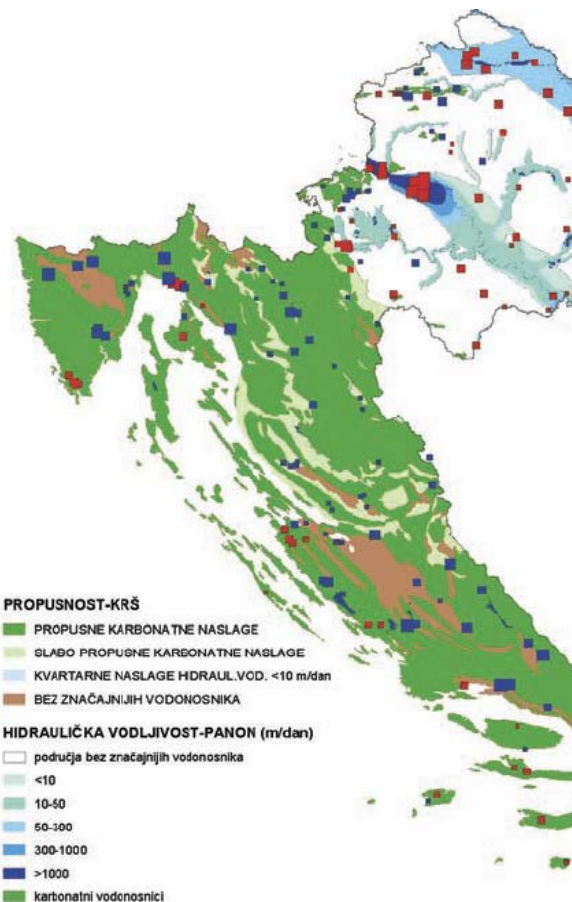 PROPUSNOST-KRŠ
PROPUSNE KARBONATNE NASLAGE
SLABO PROPUSNE KARBONATNE NASLAGE
KVARTARNE NASLAGE HIDRAUL.VOD. <10 m/dan
BEZ ZNAČAJNIJIH VODONOSNIKA
HIDRAULIČKA VODLJIVOST-PANON (m/dan)
područja bez značajnijih vodonosnika
<10
10-50
50-300
300-1000
>1000
karbonatni vodonosnici